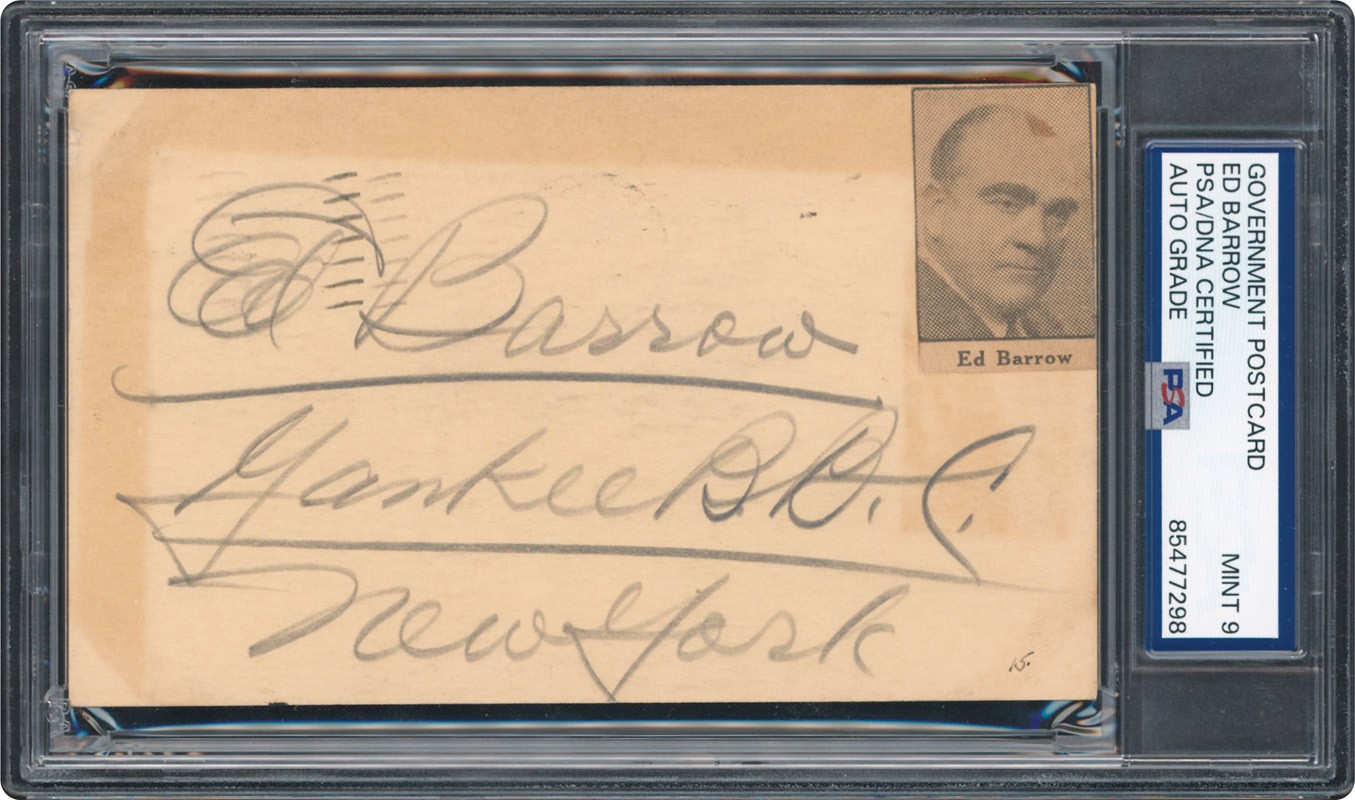 Ed Barrow
Yankee B.B.C.
New York
Ed Barrow
15.
GOVERNMENT POSTCARD
ED BARROW
MINT 9
PSA/DNA CERTIFIED
AUTO GRADE
85477298
PSA